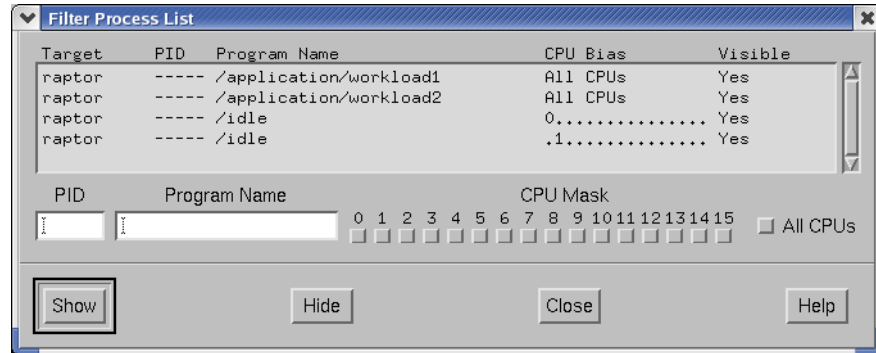 Filter Process List
Target PID Program Name CPU Bias Visible
raptor ----- /application/workload1 All CPUs Yes
raptor ----- /application/workload2 All CPUs Yes
raptor ----- /idle 0............... Yes
raptor ----- /idle .1.............. Yes
PID Program Name CPU Mask
0 1 2 3 4 5 6 7 8 9 10 11 12 13 14 15 All CPUs
Show Hide Close Help